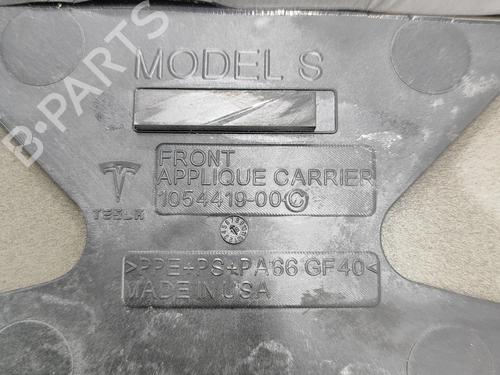 B-PARTS
MODEL S
FRONT
APPLIQUE CARRIER
1054419-00-C
TESLA
>PPE+PS+PA66 GF40<
MADE IN USA